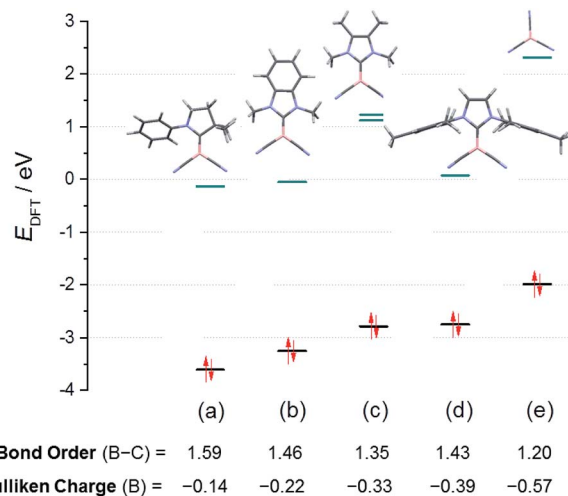 3
2
1
0
-1
-2
-3
-4
E_DFT / eV
(a) (b) (c) (d) (e)
Bond Order (B–C) = 1.59 1.46 1.35 1.43 1.20
ulliken Charge (B) = −0.14 −0.22 −0.33 −0.39 −0.57